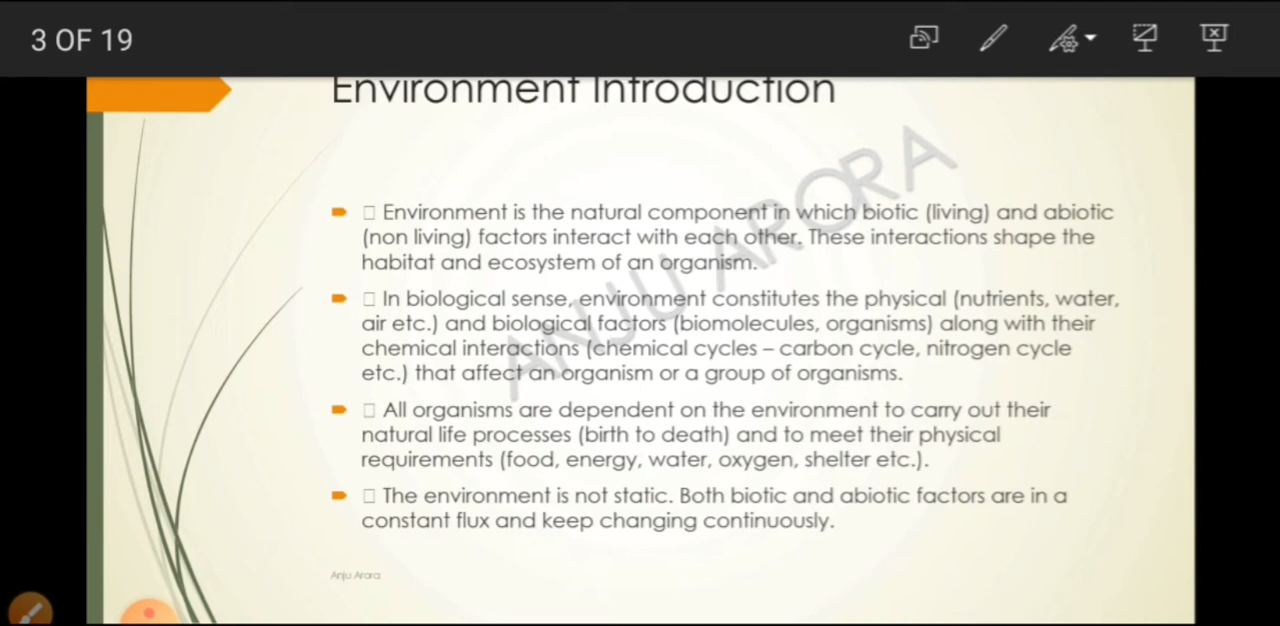 3 OF 19
Environment Introduction
Environment is the natural component in which biotic (living) and abiotic
(non living) factors interact with each other. These interactions shape the
habitat and ecosystem of an organism.
In biological sense, environment constitutes the physical (nutrients, water,
air etc.) and biological factors (biomolecules, organisms) along with their
chemical interactions (chemical cycles – carbon cycle, nitrogen cycle
etc.) that affect an organism or a group of organisms.
All organisms are dependent on the environment to carry out their
natural life processes (birth to death) and to meet their physical
requirements (food, energy, water, oxygen, shelter etc.).
The environment is not static. Both biotic and abiotic factors are in a
constant flux and keep changing continuously.
ANJU ARORA
Anju Arora